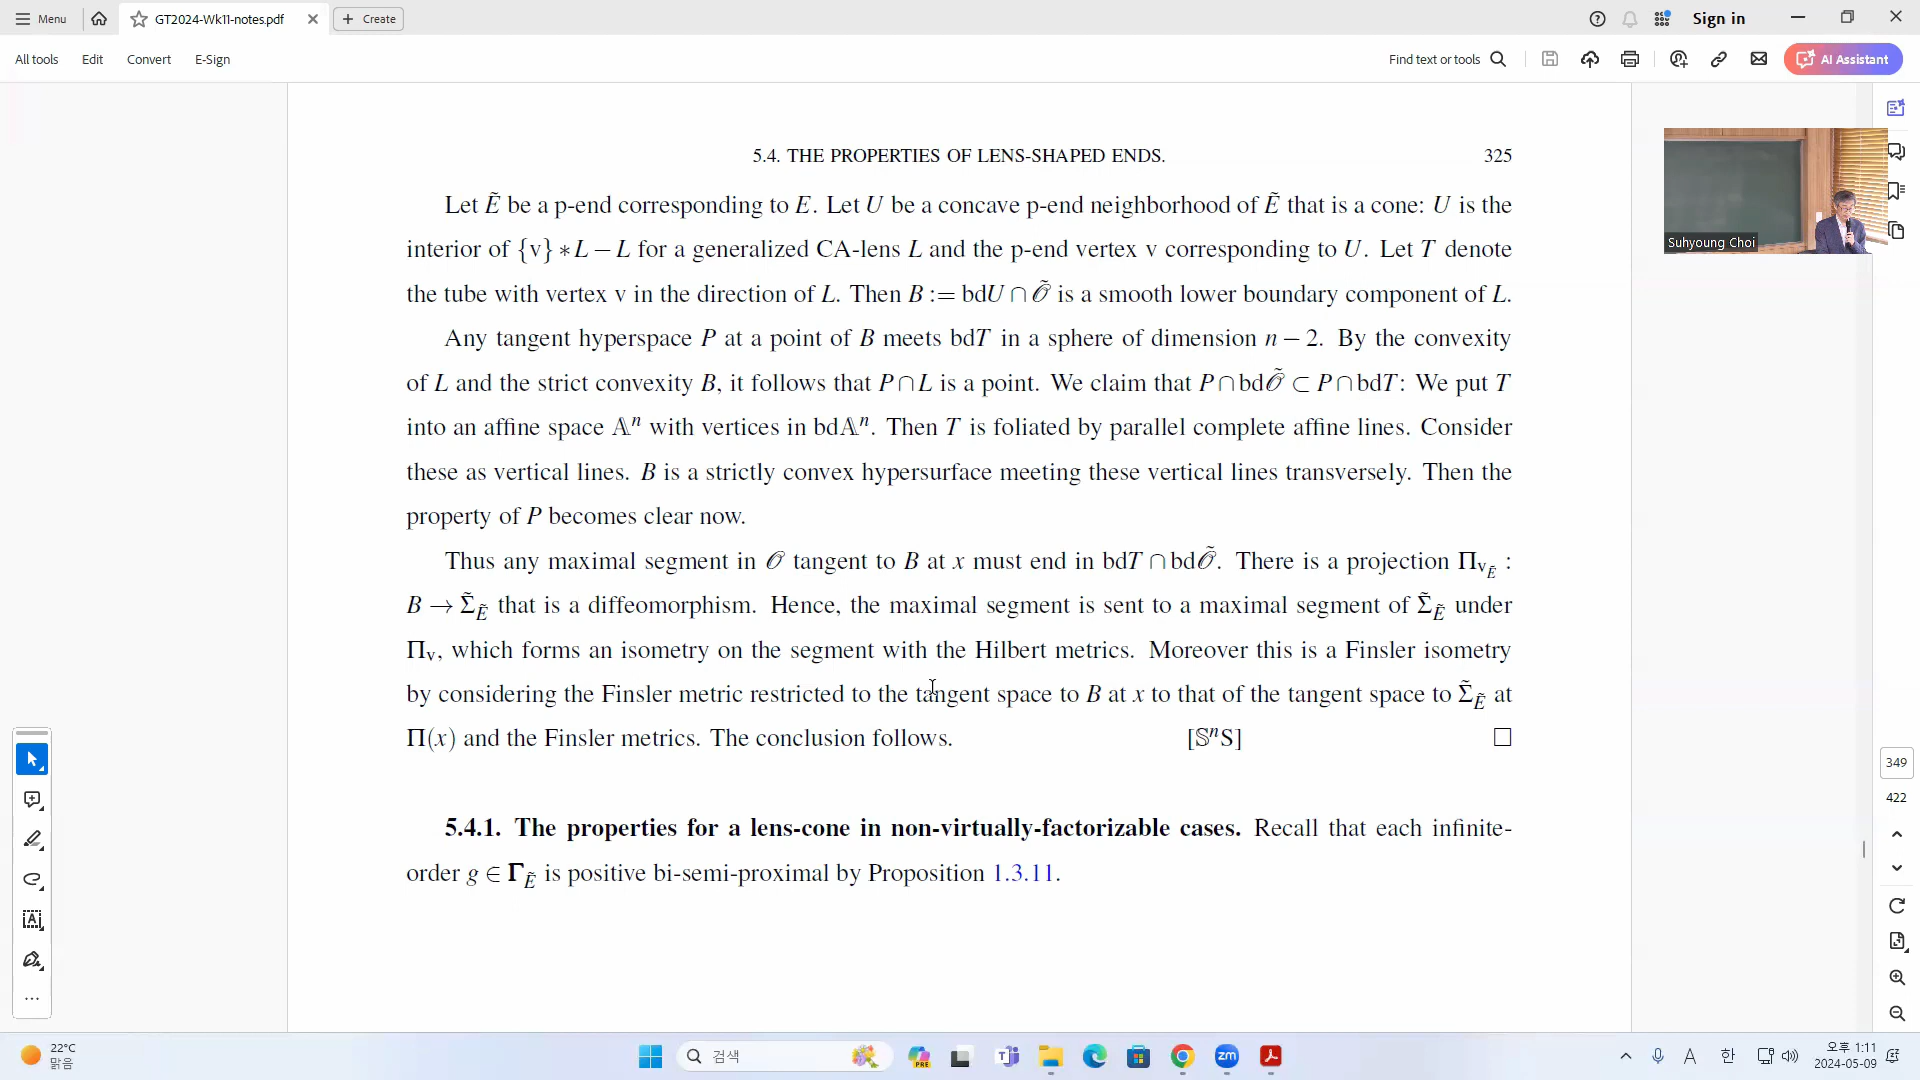 Menu
GT2024-Wk11-notes.pdf
Create
Sign in
All tools Edit Convert E-Sign
Find text or tools
AI Assistant
5.4. THE PROPERTIES OF LENS-SHAPED ENDS. 325
Let Ẽ be a p-end corresponding to E. Let U be a concave p-end neighborhood of Ẽ that is a cone: U is the
interior of {v} ∗ L − L for a generalized CA-lens L and the p-end vertex v corresponding to U. Let T denote
the tube with vertex v in the direction of L. Then B := bdU ∩ 𝒪̃ is a smooth lower boundary component of L.
Any tangent hyperspace P at a point of B meets bdT in a sphere of dimension n − 2. By the convexity
of L and the strict convexity B, it follows that P ∩ L is a point. We claim that P ∩ bd𝒪̃ ⊂ P ∩ bdT: We put T
into an affine space 𝔸ⁿ with vertices in bd𝔸ⁿ. Then T is foliated by parallel complete affine lines. Consider
these as vertical lines. B is a strictly convex hypersurface meeting these vertical lines transversely. Then the
property of P becomes clear now.
Thus any maximal segment in 𝒪 tangent to B at x must end in bdT ∩ bd𝒪̃. There is a projection Π_{v_Ẽ} :
B → Σ̃_Ẽ that is a diffeomorphism. Hence, the maximal segment is sent to a maximal segment of Σ̃_Ẽ under
Π_v, which forms an isometry on the segment with the Hilbert metrics. Moreover this is a Finsler isometry
by considering the Finsler metric restricted to the tangent space to B at x to that of the tangent space to Σ̃_Ẽ at
Π(x) and the Finsler metrics. The conclusion follows. [𝕊ⁿS] □
5.4.1. The properties for a lens-cone in non-virtually-factorizable cases. Recall that each infinite-
order g ∈ Γ_Ẽ is positive bi-semi-proximal by Proposition 1.3.11.
Suhyoung Choi
349
422
22°C
맑음
검색
PRE
zm
A 한
오후 1:11
2024-05-09